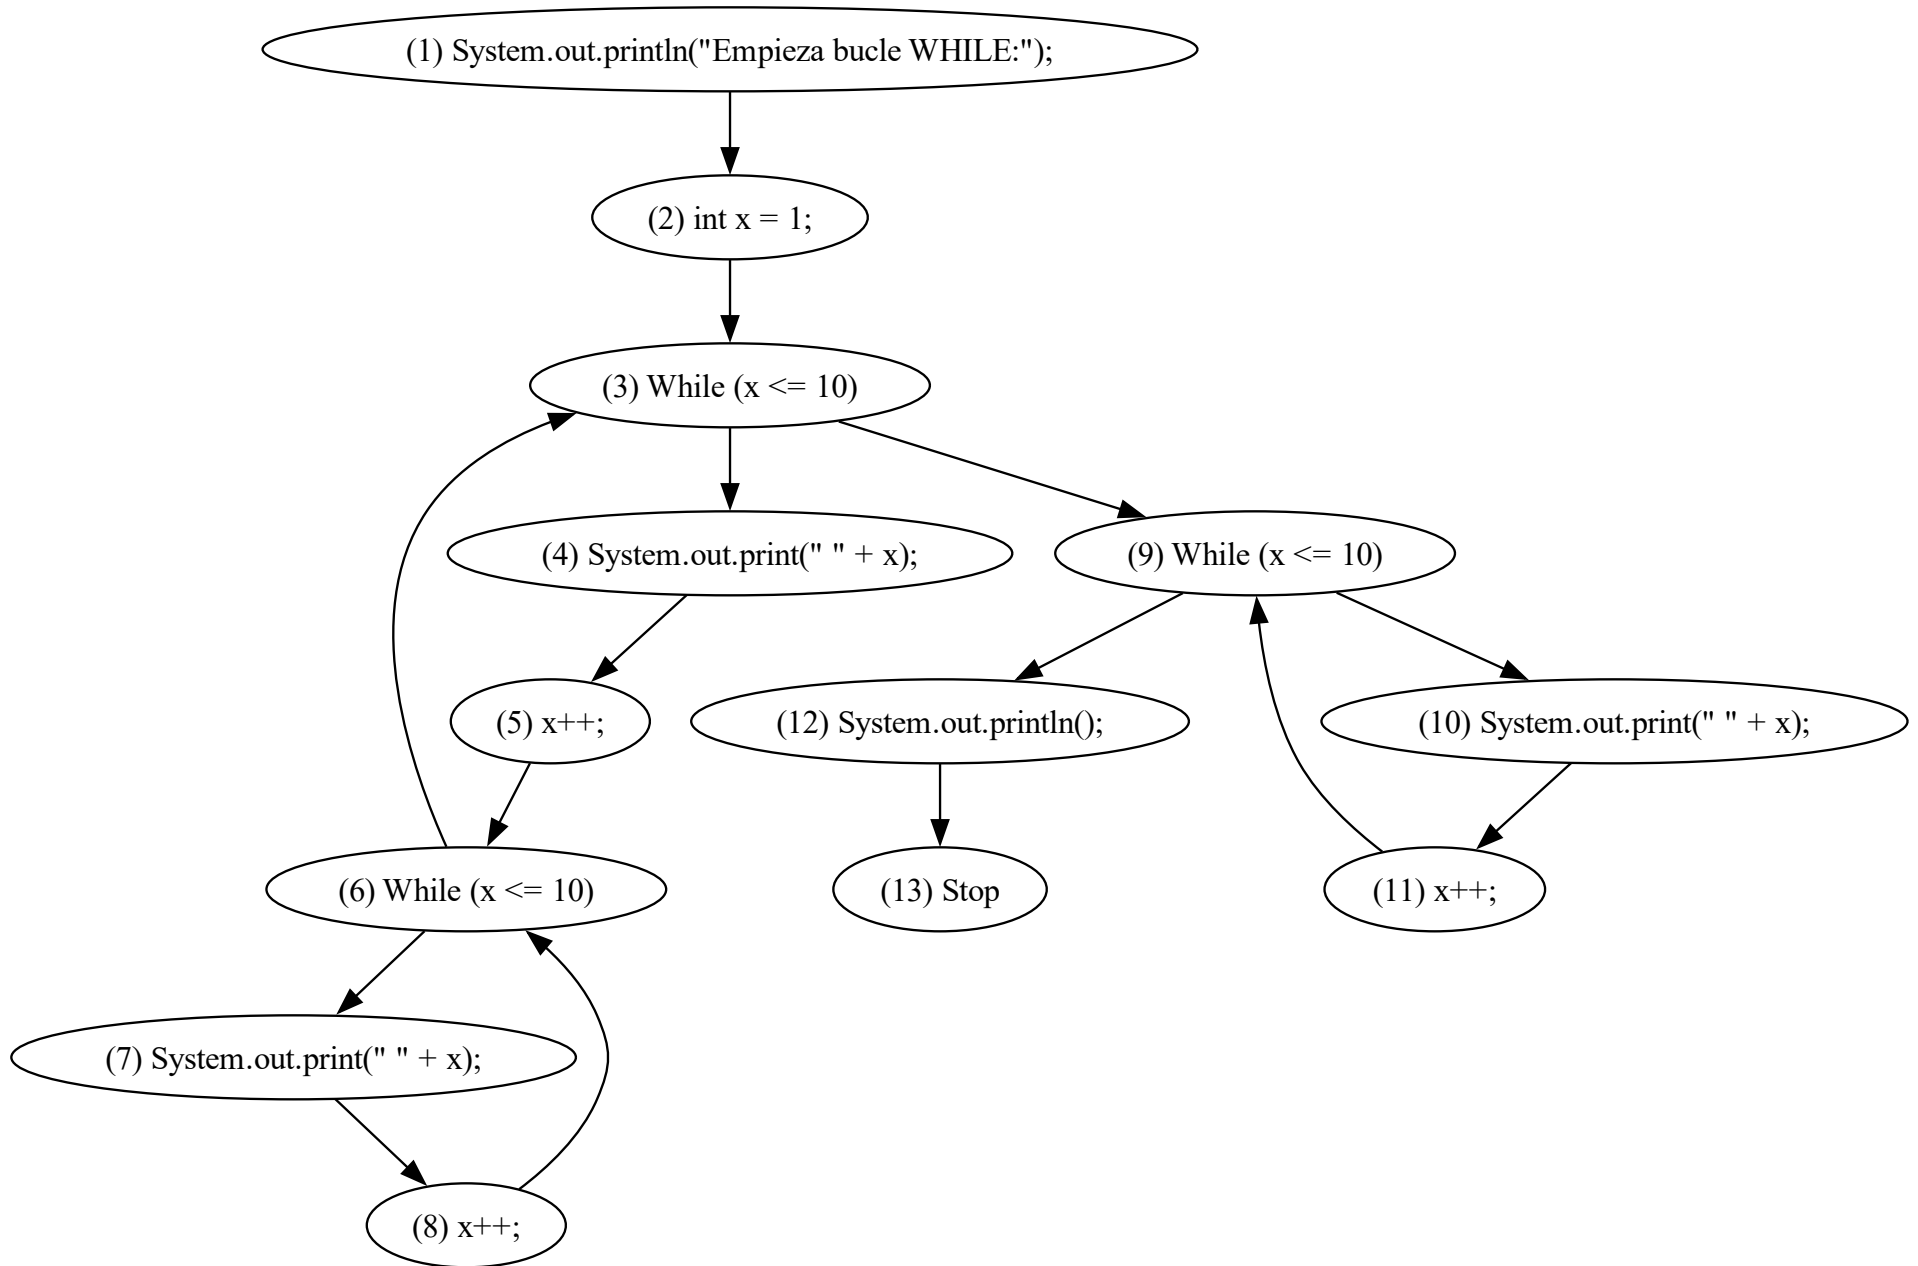 (1) System.out.println("Empieza bucle WHILE:");
(2) int x = 1;
(3) While (x <= 10)
(4) System.out.print(" " + x);
(9) While (x <= 10)
(5) x++;
(12) System.out.println();
(10) System.out.print(" " + x);
(6) While (x <= 10)
(13) Stop
(11) x++;
(7) System.out.print(" " + x);
(8) x++;